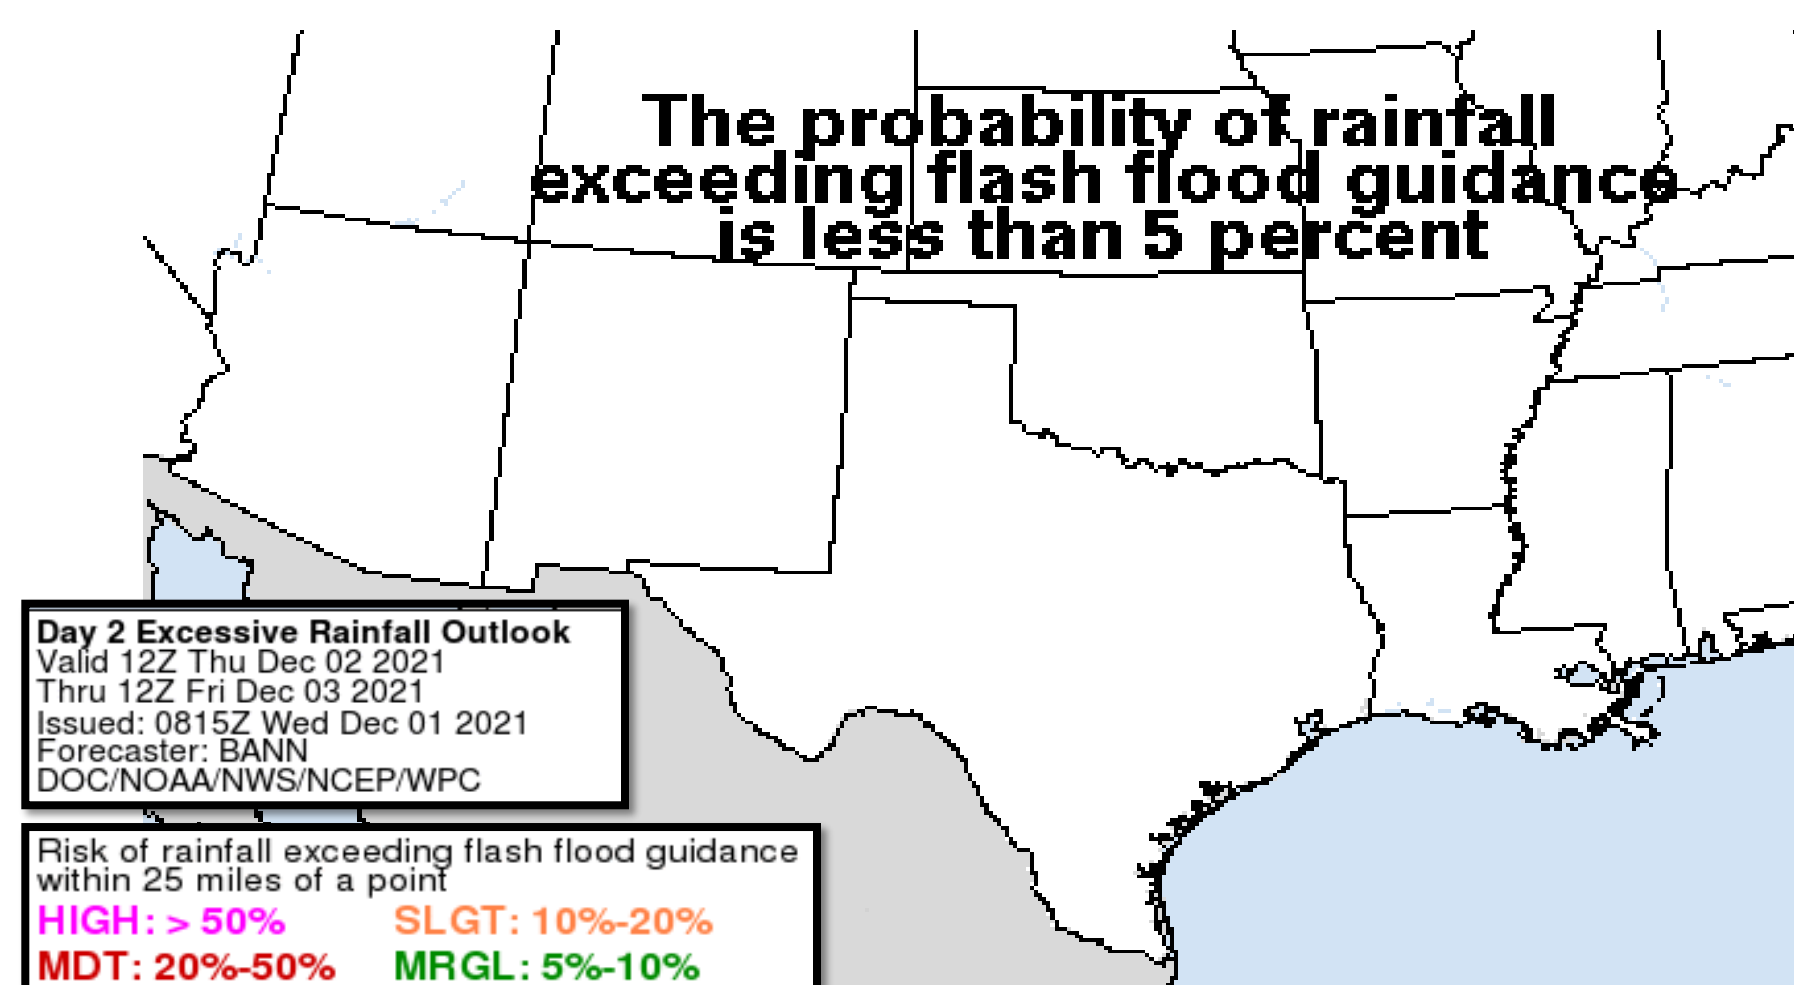 The probability of rainfall
exceeding flash flood guidance
is less than 5 percent
Day 2 Excessive Rainfall Outlook
Valid 12Z Thu Dec 02 2021
Thru 12Z Fri Dec 03 2021
Issued: 0815Z Wed Dec 01 2021
Forecaster: BANN
DOC/NOAA/NWS/NCEP/WPC
Risk of rainfall exceeding flash flood guidance
within 25 miles of a point
HIGH: > 50% SLGT: 10%-20%
MDT: 20%-50% MRGL: 5%-10%